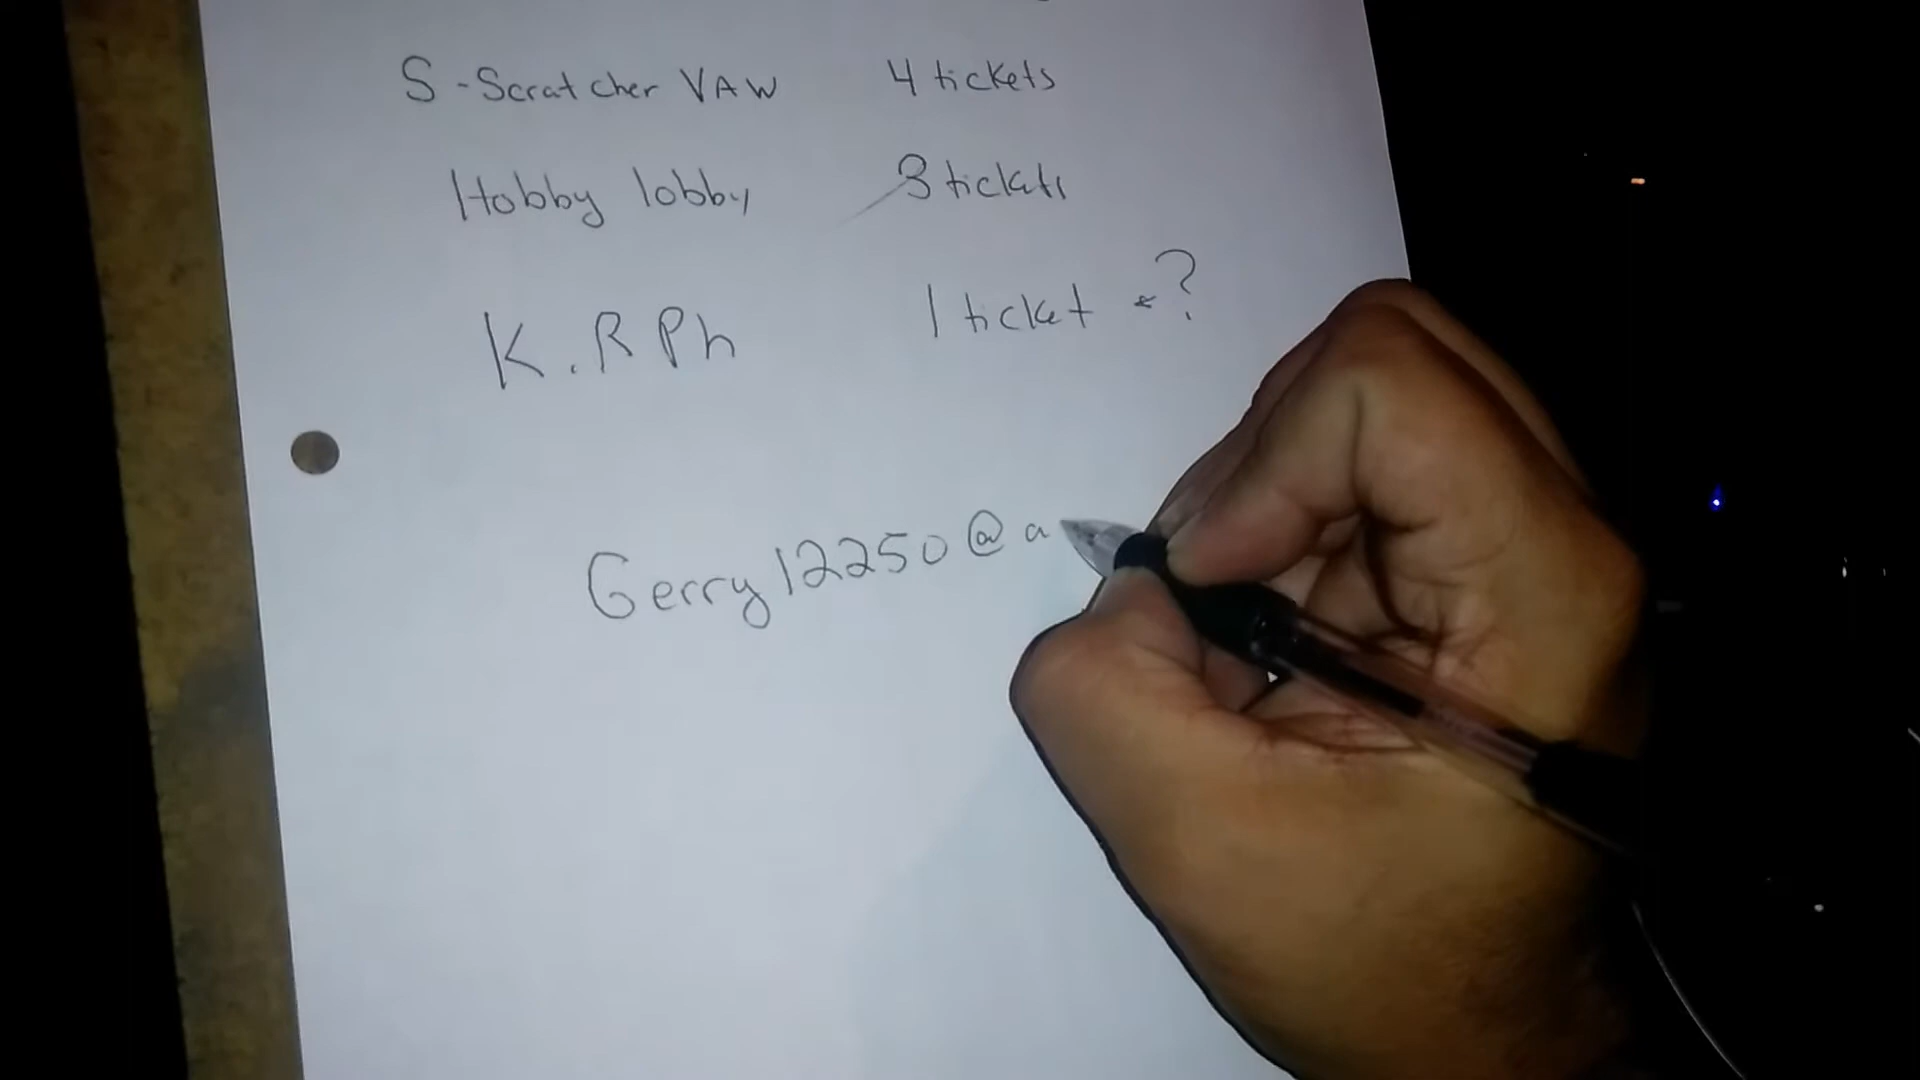 S-Scratcher VAW 4 tickets
Hobby lobby 3 tickets
K.RPh 1 ticket - ?
Gerry12250@a